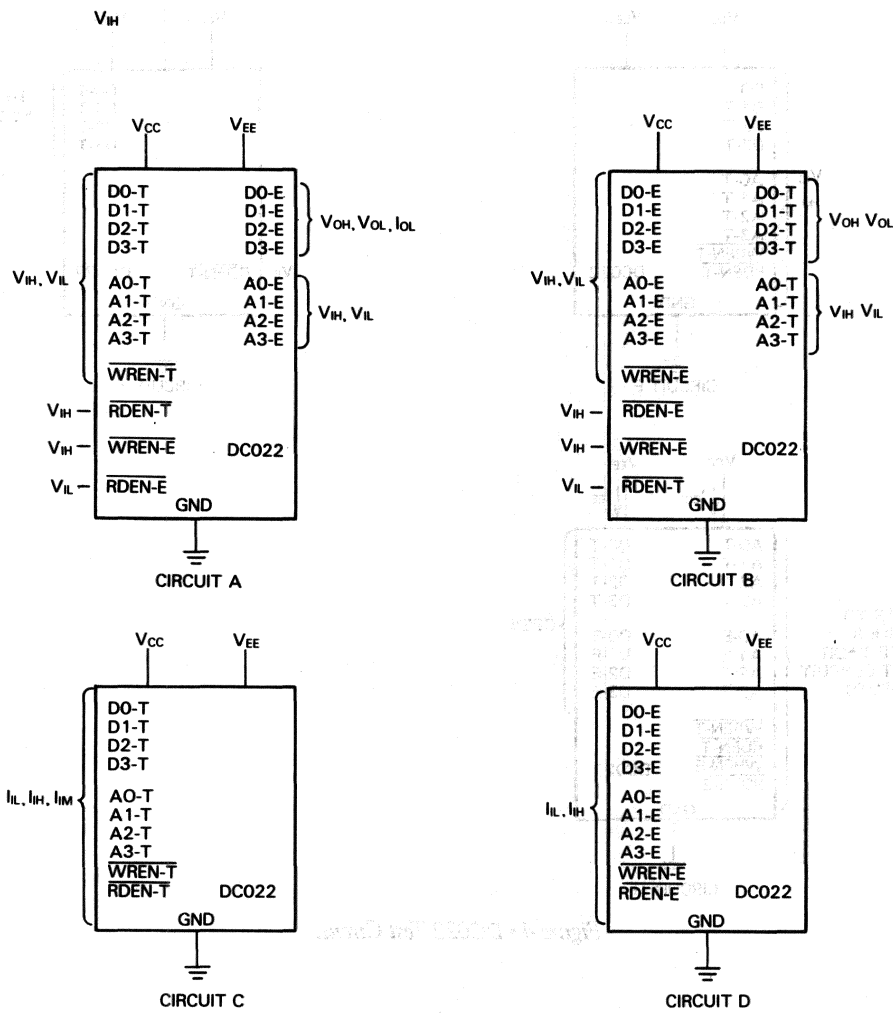 VIH
VCC VEE
D0-T D0-E
D1-T D1-E
D2-T D2-E
D3-T D3-E
VOH, VOL, IOL
VIH, VIL
A0-T A0-E
A1-T A1-E
A2-T A2-E
A3-T A3-E
VIH, VIL
WREN-T
VIH – RDEN-T
VIH – WREN-E DC022
VIL – RDEN-E
GND
CIRCUIT A
VCC VEE
D0-E D0-T
D1-E D1-T
D2-E D2-T
D3-E D3-T
VOH VOL
VIH, VIL
A0-E A0-T
A1-E A1-T
A2-E A2-T
A3-E A3-T
VIH VIL
WREN-E
VIH – RDEN-E
VIH – WREN-E DC022
VIL – RDEN-T
GND
CIRCUIT B
VCC VEE
D0-T
D1-T
D2-T
D3-T
IIL, IIH, IIM
AO-T
A1-T
A2-T
A3-T
WREN-T
RDEN-T DC022
GND
CIRCUIT C
VCC VEE
D0-E
D1-E
D2-E
D3-E
IIL, IIH
A0-E
A1-E
A2-E
A3-E
WREN-E
RDEN-E DC022
GND
CIRCUIT D